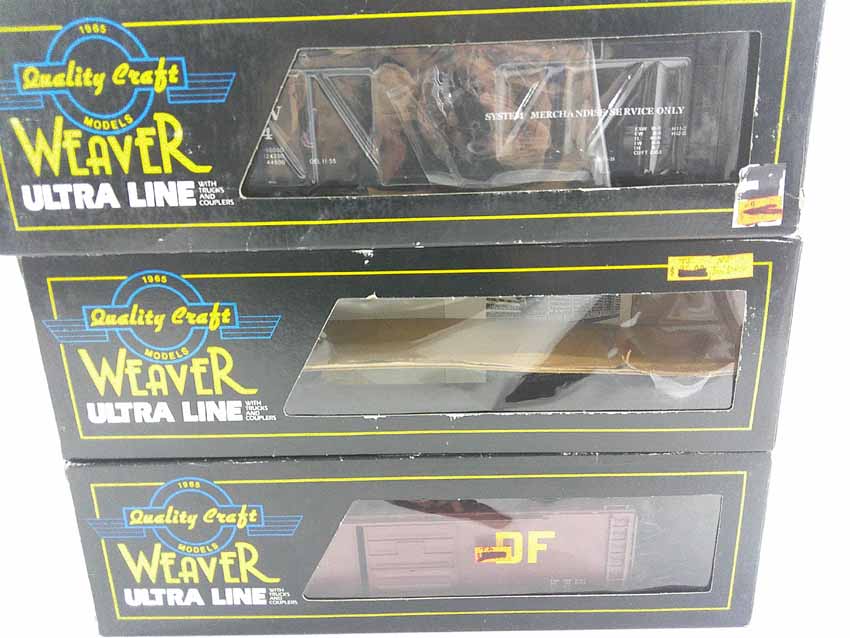 1965
Quality Craft
MODELS
WEAVER
ULTRA LINE
WITH
TRUCKS
AND
COUPLERS
SYSTEM MERCHANDISE SERVICE ONLY
1965
Quality Craft
MODELS
WEAVER
ULTRA LINE
WITH
TRUCKS
AND
COUPLERS
1965
Quality Craft
MODELS
WEAVER
ULTRA LINE
WITH
TRUCKS
AND
COUPLERS
DF